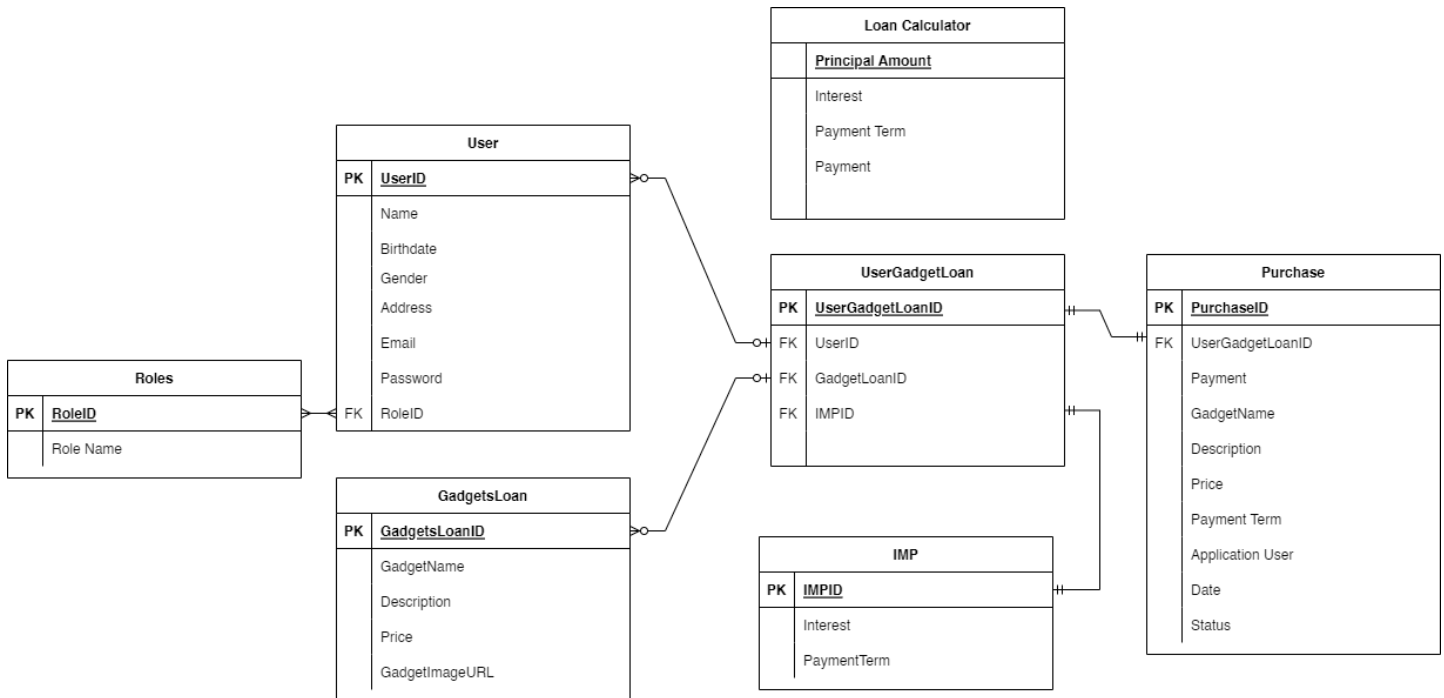 Loan Calculator
Principal Amount
Interest
Payment Term
Payment
User
PK UserID
Name
Birthdate
Gender
Address
Email
Password
FK RoleID
Roles
PK RoleID
Role Name
GadgetsLoan
PK GadgetsLoanID
GadgetName
Description
Price
GadgetImageURL
UserGadgetLoan
PK UserGadgetLoanID
FK UserID
FK GadgetLoanID
FK IMPID
IMP
PK IMPID
Interest
PaymentTerm
Purchase
PK PurchaseID
FK UserGadgetLoanID
Payment
GadgetName
Description
Price
Payment Term
Application User
Date
Status